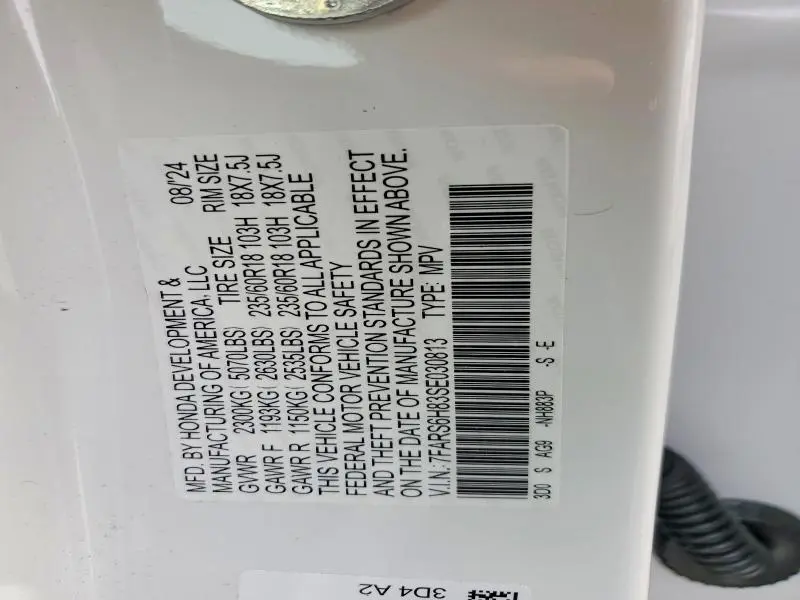 MFD. BY HONDA DEVELOPMENT & 08/'24
MANUFACTURING OF AMERICA, LLC TIRE SIZE RIM SIZE
GVWR 2300KG( 5070LBS) 235/60R18 103H 18X7.5J
GAWR F 1193KG( 2630LBS) 235/60R18 103H 18X7.5J
GAWR R 1150KG( 2535LBS)
THIS VEHICLE CONFORMS TO ALL APPLICABLE
FEDERAL MOTOR VEHICLE SAFETY
AND THEFT PREVENTION STANDARDS IN EFFECT
ON THE DATE OF MANUFACTURE SHOWN ABOVE.
V.I.N.: 7FARS6H83SE030813 TYPE: MPV
3D0 S AG9 -NH883P -S -E
3D4 A2